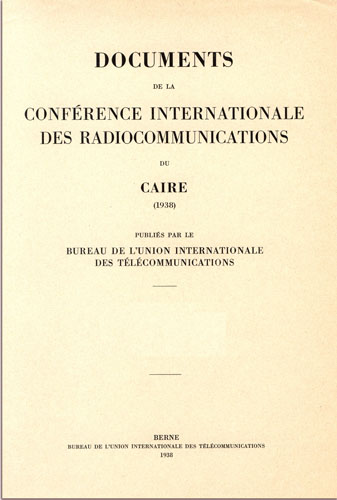 DOCUMENTS
DE LA
CONFÉRENCE INTERNATIONALE
DES RADIOCOMMUNICATIONS
DU
CAIRE
(1938)
PUBLIÉS PAR LE
BUREAU DE L'UNION INTERNATIONALE
DES TÉLÉCOMMUNICATIONS
BERNE
BUREAU DE L'UNION INTERNATIONALE DES TÉLÉCOMMUNICATIONS
1938